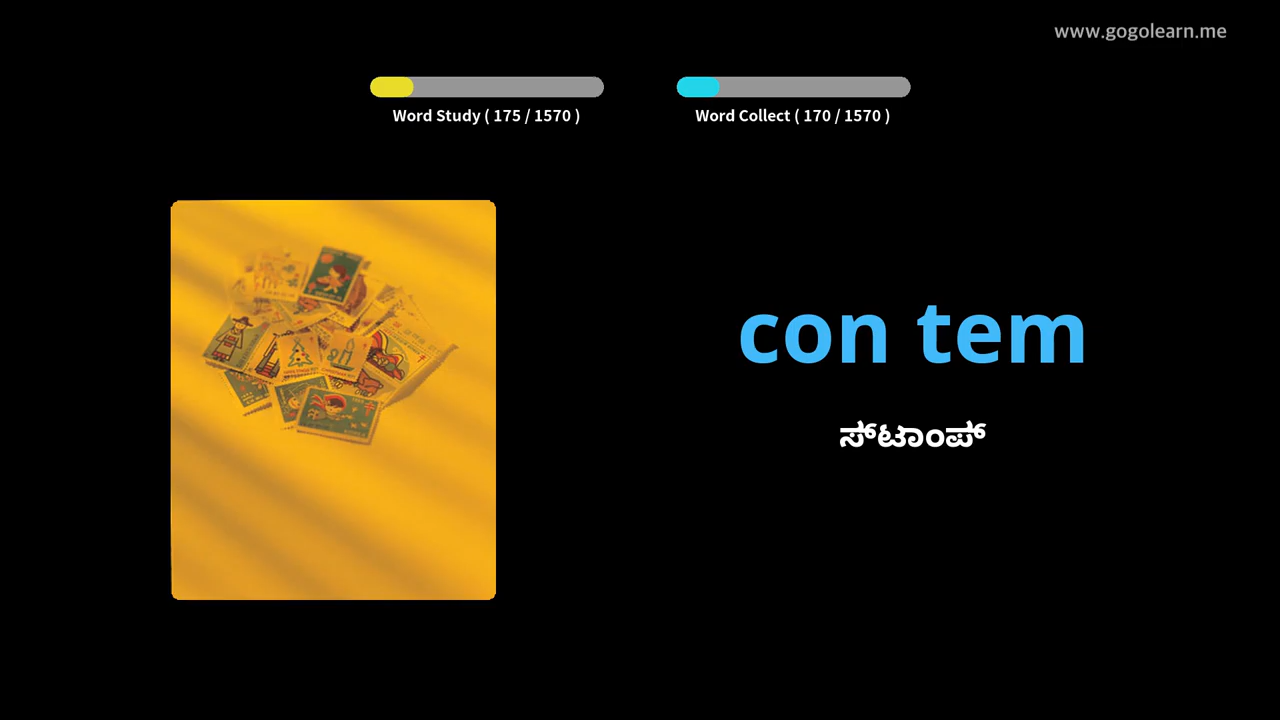 www.gogolearn.me
Word Study ( 175 / 1570 )
Word Collect ( 170 / 1570 )
con tem
ಸ್‌ಟಾಂಪ್